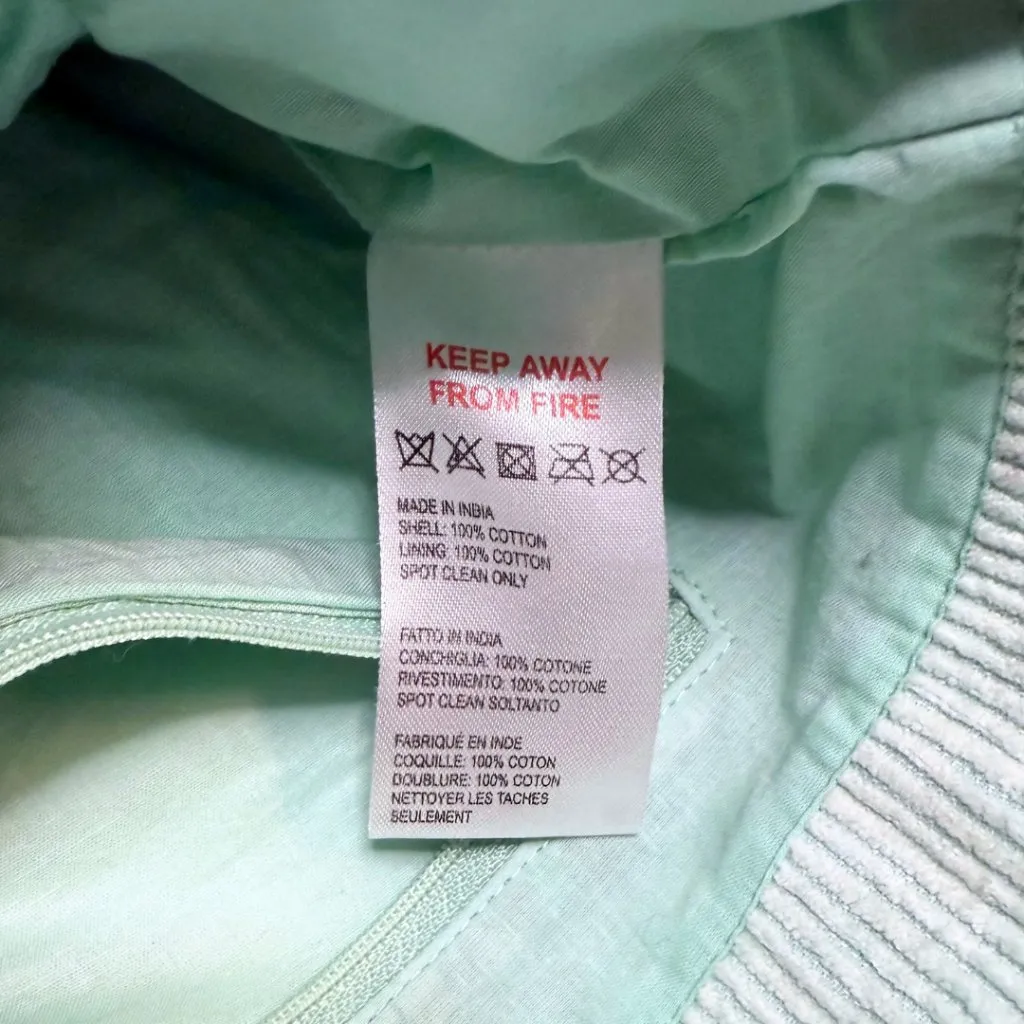 KEEP AWAY
FROM FIRE
MADE IN INDIA
SHELL: 100% COTTON
LINING: 100% COTTON
SPOT CLEAN ONLY
FATTO IN INDIA
CONCHIGLIA: 100% COTONE
RIVESTIMENTO: 100% COTONE
SPOT CLEAN SOLTANTO
FABRIQUÉ EN INDE
COQUILLE: 100% COTON
DOUBLURE: 100% COTON
NETTOYER LES TACHES
SEULEMENT